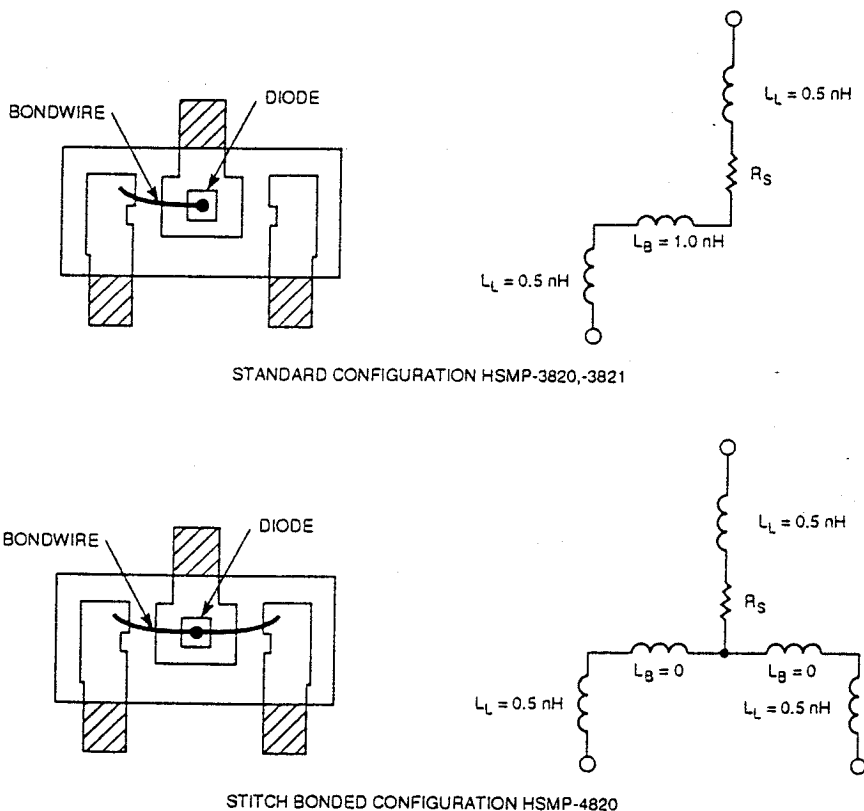 DIODE
BONDWIRE
L_L = 0.5 nH
R_S
L_B = 1.0 nH
L_L = 0.5 nH
STANDARD CONFIGURATION HSMP-3820,-3821
DIODE
BONDWIRE
L_L = 0.5 nH
R_S
L_B = 0
L_B = 0
L_L = 0.5 nH
L_L = 0.5 nH
STITCH BONDED CONFIGURATION HSMP-4820